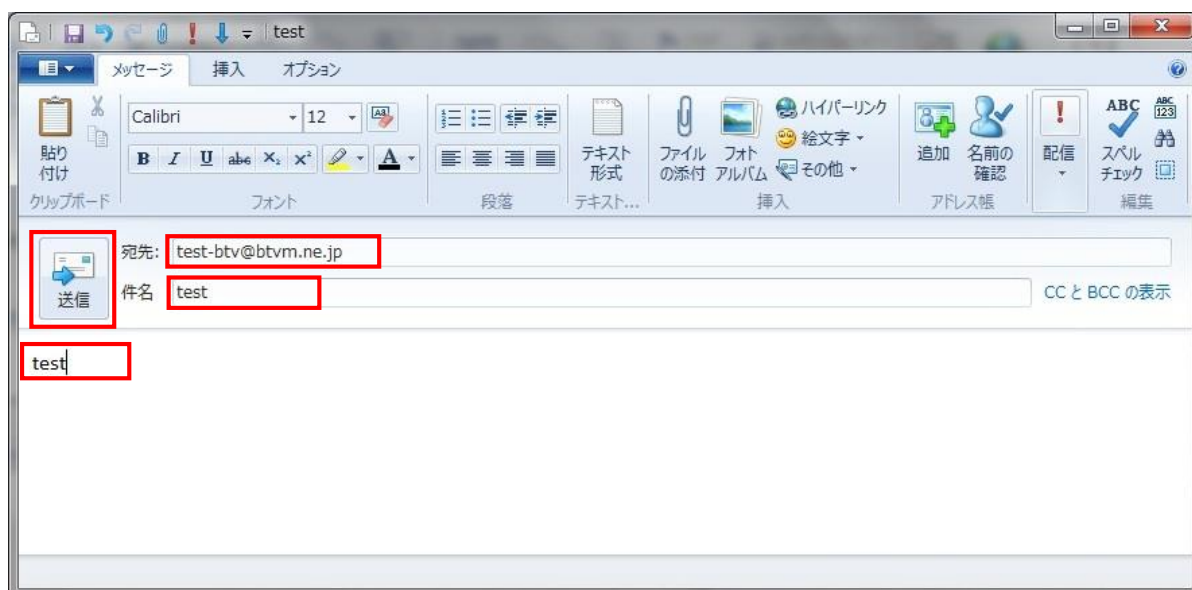 test
メッセージ 挿入 オプション
Calibri 12
ハイパーリンク
絵文字
その他
B I U abc X₂ x² A
貼り付け
テキスト形式
ファイルの添付
フォトアルバム
追加
名前の確認
配信
ABC
スペルチェック
ABC
123
クリップボード フォント 段落 テキスト... 挿入 アドレス帳 編集
宛先: test-btv@btvm.ne.jp
送信
件名 test CC と BCC の表示
test